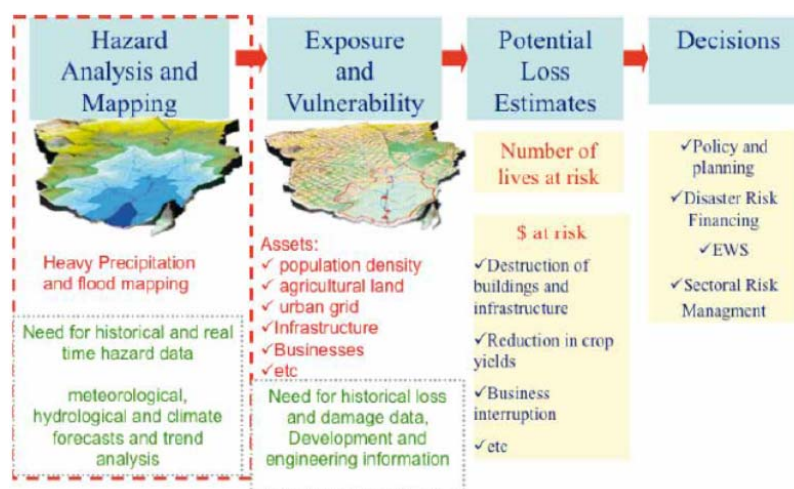 Hazard
Analysis and
Mapping
Heavy Precipitation
and flood mapping
Need for historical and real
time hazard data
meteorological,
hydrological and climate
forecasts and trend
analysis
Exposure
and
Vulnerability
Assets:
✓ population density
✓ agricultural land
✓ urban grid
✓Infrastructure
✓Businesses
✓etc
Need for historical loss
and damage data,
Development and
engineering information
Potential
Loss
Estimates
Number of
lives at risk
$ at risk
✓Destruction of
buildings and
infrastructure
✓Reduction in crop
yields
✓Business
interruption
✓etc
Decisions
✓Policy and
planning
✓Disaster Risk
Financing
✓EWS
✓Sectoral Risk
Managment